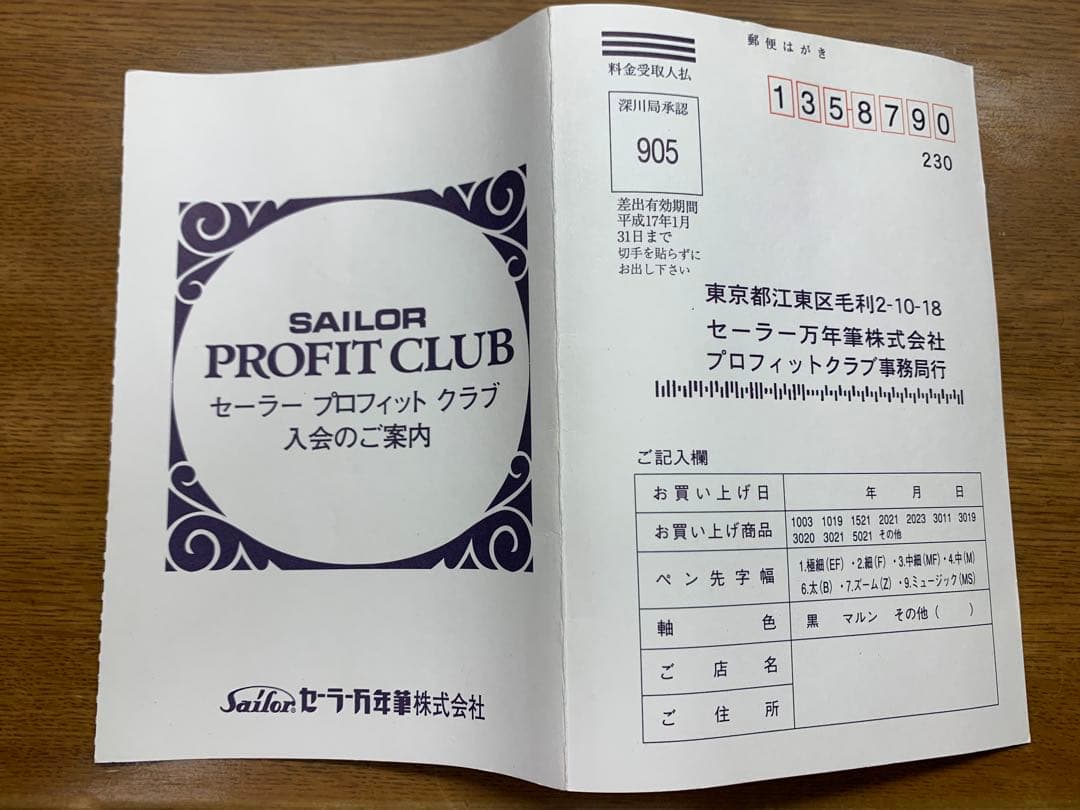 SAILOR
PROFIT CLUB
セーラー プロフィット クラブ
入会のご案内
Sailor® セーラー万年筆株式会社
郵便はがき
料金受取人払
深川局承認
905
差出有効期間
平成17年1月
31日まで
切手を貼らずに
お出し下さい
1358790
230
東京都江東区毛利2-10-18
セーラー万年筆株式会社
プロフィットクラブ事務局行
ご記入欄
お買い上げ日 年 月 日
お買い上げ商品 1003 1019 1521 2021 2023 3011 3019
3020 3021 5021 その他
ペン先字幅 1.極細(EF)・2.細(F)・3.中細(MF)・4.中(M)
6.太(B)・7.ズーム(Z)・9.ミュージック(MS)
軸色 黒 マルン その他( )
ご店名
ご住所